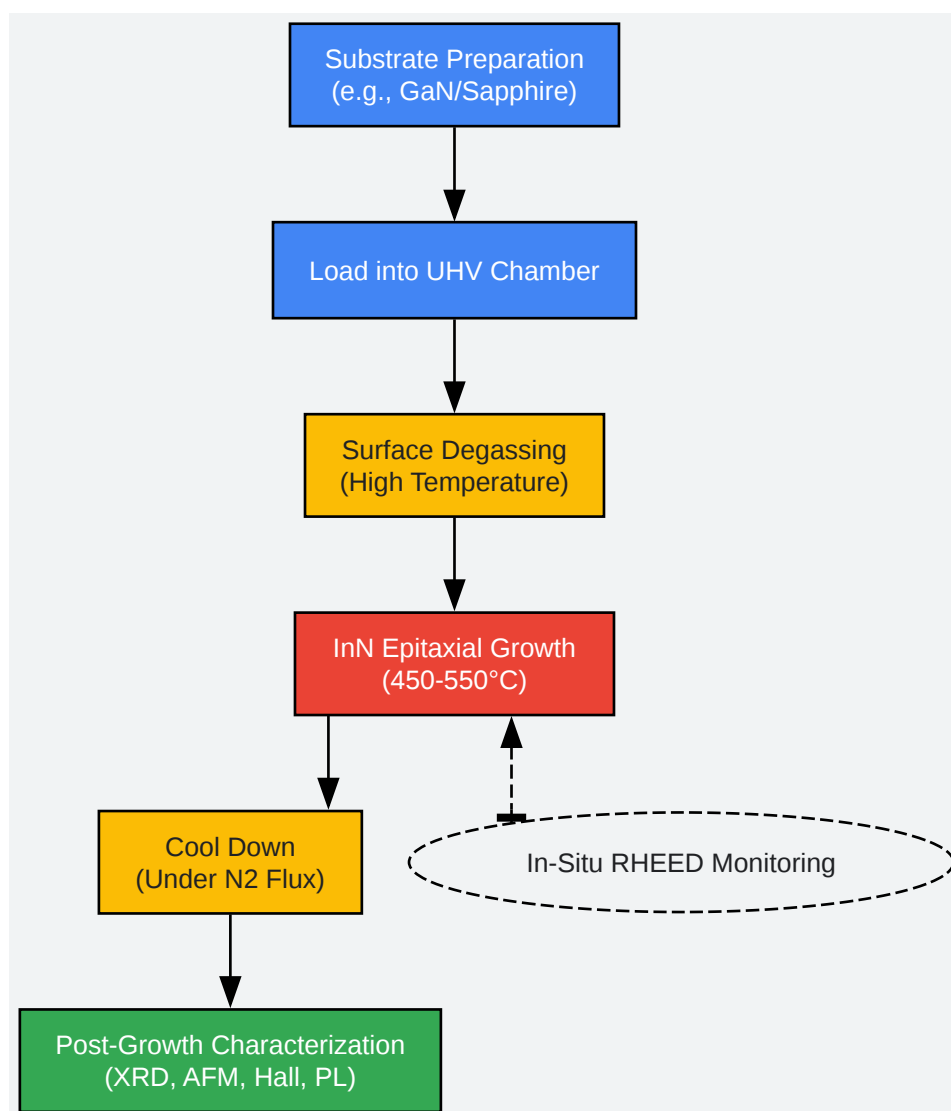 Substrate Preparation
(e.g., GaN/Sapphire)
Load into UHV Chamber
Surface Degassing
(High Temperature)
InN Epitaxial Growth
(450-550°C)
Cool Down
(Under N2 Flux)
In-Situ RHEED Monitoring
Post-Growth Characterization
(XRD, AFM, Hall, PL)